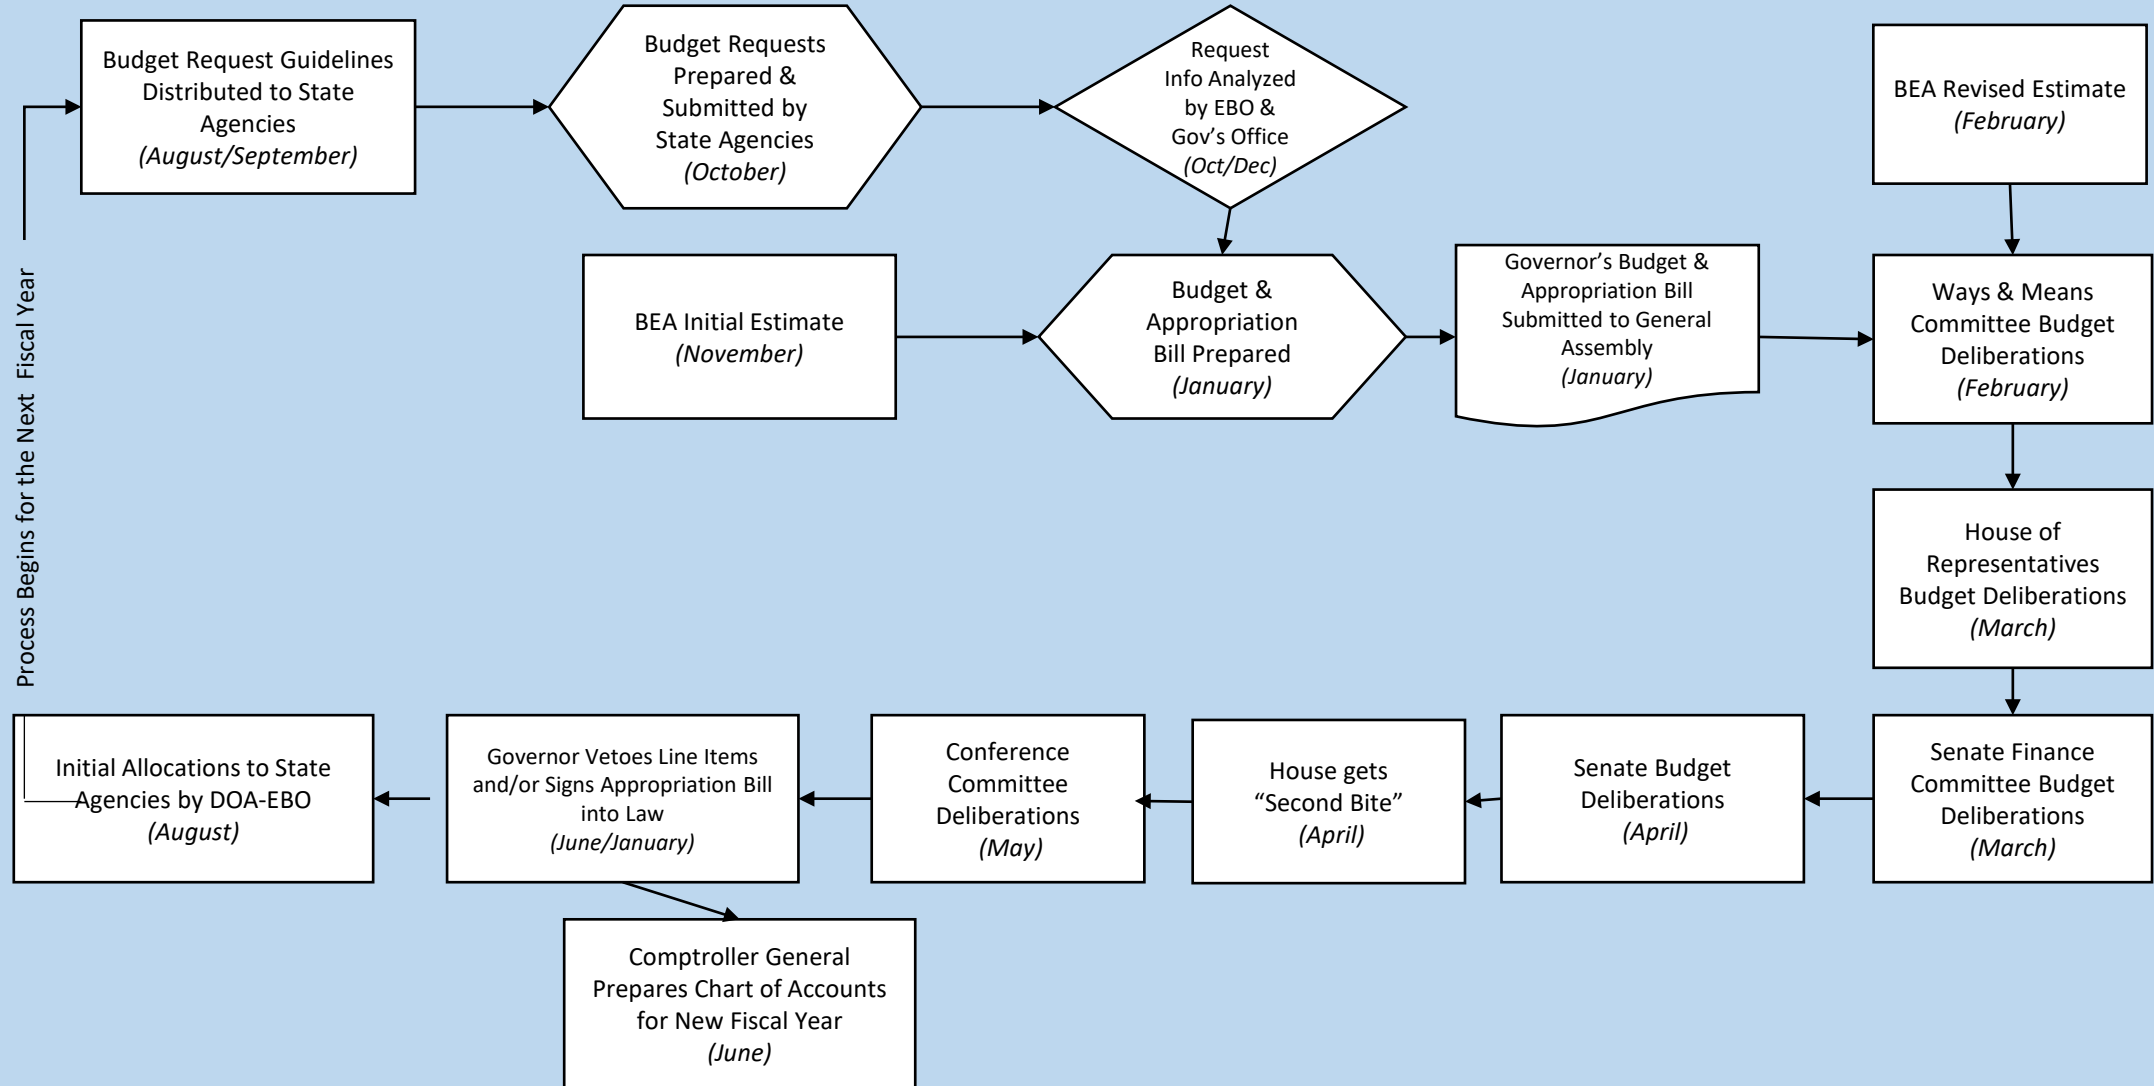 Budget Request Guidelines
Distributed to State
Agencies
(August/September)
Budget Requests
Prepared &
Submitted by
State Agencies
(October)
Request
Info Analyzed
by EBO &
Gov’s Office
(Oct/Dec)
BEA Revised Estimate
(February)
Process Begins for the Next Fiscal Year
BEA Initial Estimate
(November)
Budget &
Appropriation
Bill Prepared
(January)
Governor’s Budget &
Appropriation Bill
Submitted to General
Assembly
(January)
Ways & Means
Committee Budget
Deliberations
(February)
House of
Representatives
Budget Deliberations
(March)
Senate Finance
Committee Budget
Deliberations
(March)
Senate Budget
Deliberations
(April)
House gets
“Second Bite”
(April)
Conference
Committee
Deliberations
(May)
Governor Vetoes Line Items
and/or Signs Appropriation Bill
into Law
(June/January)
Initial Allocations to State
Agencies by DOA-EBO
(August)
Comptroller General
Prepares Chart of Accounts
for New Fiscal Year
(June)